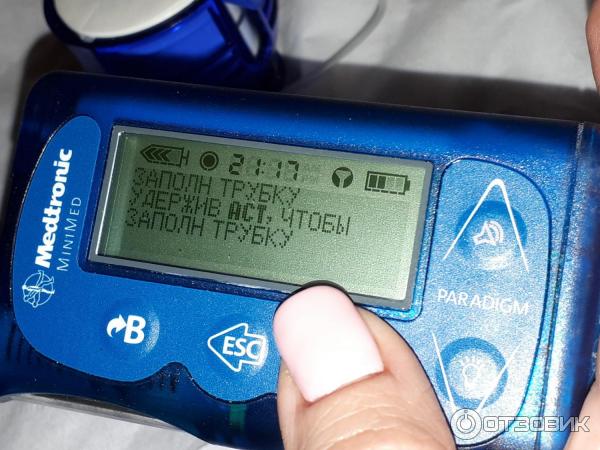 21:17
ЗАПОЛН ТРУБКУ
УДЕРЖИВ АСТ, ЧТОБЫ
ЗАПОЛН ТРУБКУ
Medtronic
MINIMED
PARADIGM
B
ESC
ОТЗОВИК